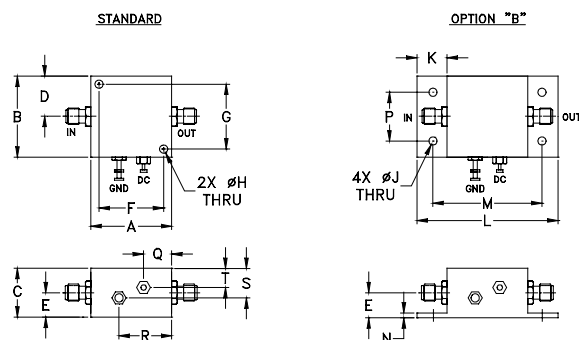 STANDARD
OPTION "B"
K
D
B
G
P
IN
OUT
IN
OUT
GND
DC
2X øH
THRU
4X øJ
THRU
GND
DC
F
A
M
L
Q
T
S
C
E
R
E
N